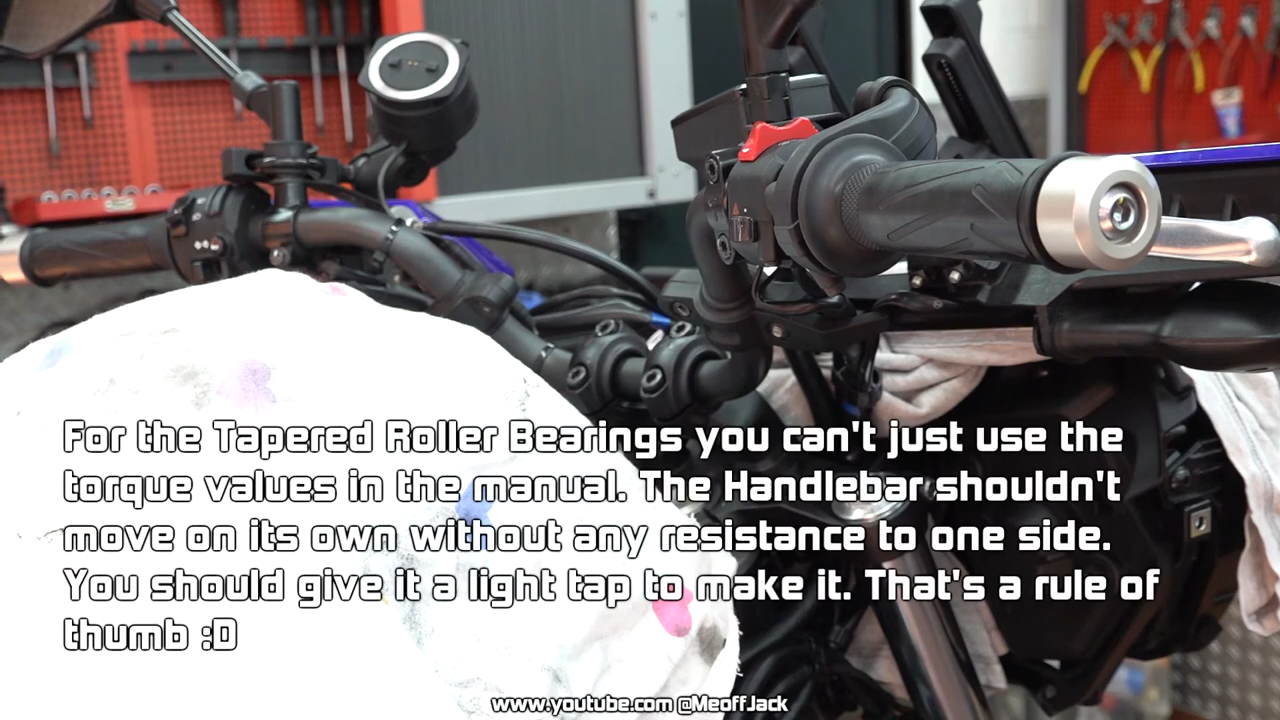 For the Tapered Roller Bearings you can't just use the
torque values in the manual. The Handlebar shouldn't
move on its own without any resistance to one side.
You should give it a light tap to make it. That's a rule of
thumb :D
www.youtube.com @MeoffJack